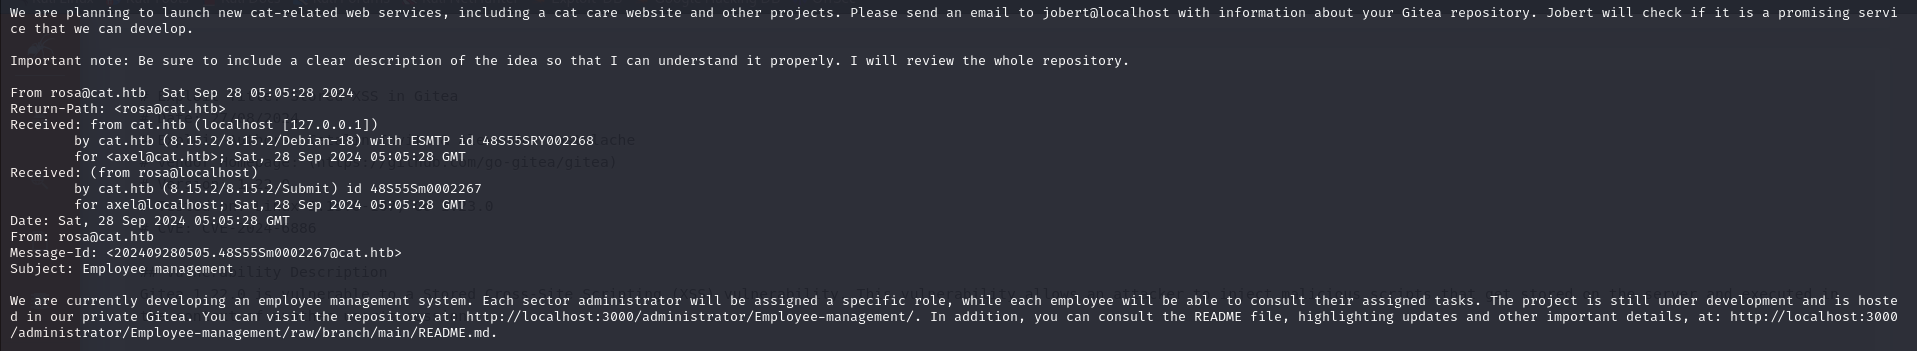 We are planning to launch new cat-related web services, including a cat care website and other projects. Please send an email to jobert@localhost with information about your Gitea repository. Jobert will check if it is a promising servi
ce that we can develop.
Important note: Be sure to include a clear description of the idea so that I can understand it properly. I will review the whole repository.
From rosa@cat.htb  Sat Sep 28 05:05:28 2024
Return-Path: <rosa@cat.htb>
Received: from cat.htb (localhost [127.0.0.1])
        by cat.htb (8.15.2/8.15.2/Debian-18) with ESMTP id 48S55SRY002268
        for <axel@cat.htb>; Sat, 28 Sep 2024 05:05:28 GMT
Received: (from rosa@localhost)
        by cat.htb (8.15.2/8.15.2/Submit) id 48S55Sm0002267
        for axel@localhost; Sat, 28 Sep 2024 05:05:28 GMT
Date: Sat, 28 Sep 2024 05:05:28 GMT
From: rosa@cat.htb
Message-Id: <202409280505.48S55Sm0002267@cat.htb>
Subject: Employee management
We are currently developing an employee management system. Each sector administrator will be assigned a specific role, while each employee will be able to consult their assigned tasks. The project is still under development and is hoste
d in our private Gitea. You can visit the repository at: http://localhost:3000/administrator/Employee-management/. In addition, you can consult the README file, highlighting updates and other important details, at: http://localhost:3000
/administrator/Employee-management/raw/branch/main/README.md.